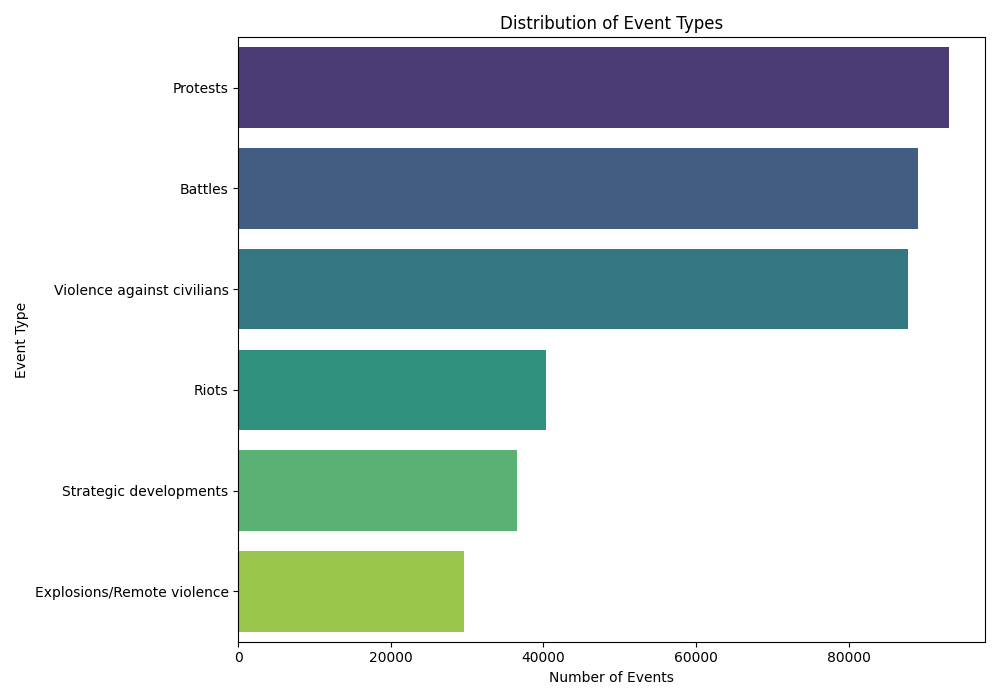 Distribution of Event Types
Event Type
Protests
Battles
Violence against civilians
Riots
Strategic developments
Explosions/Remote violence
0 20000 40000 60000 80000
Number of Events